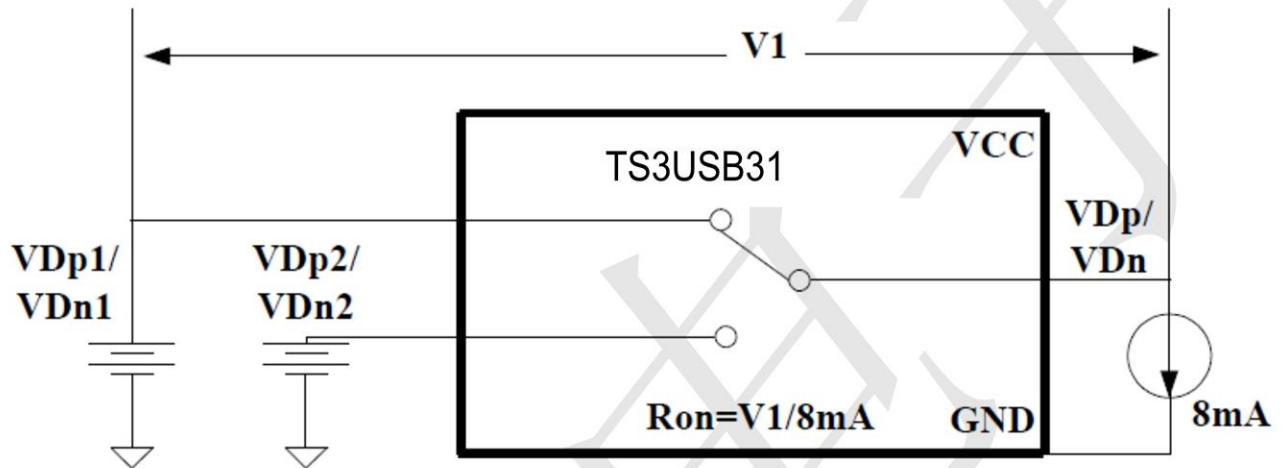 V1
VCC
TS3USB31
VDp/
VDn
VDp1/
VDn1
VDp2/
VDn2
Ron=V1/8mA
GND
8mA